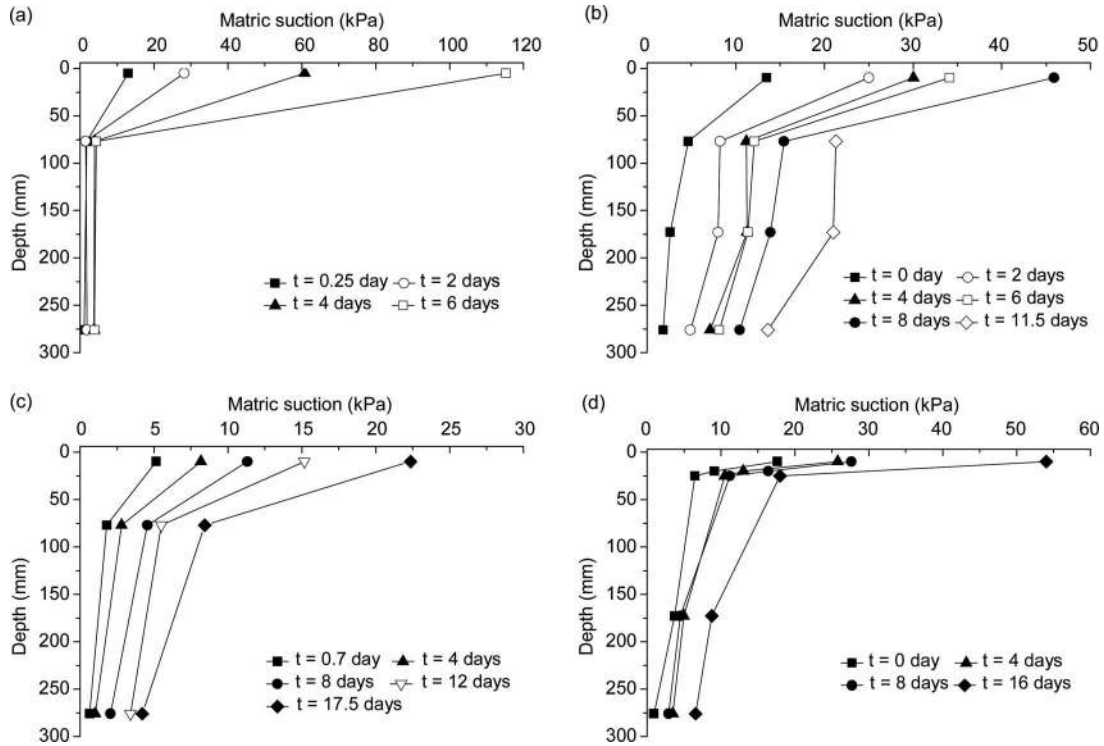 (a)
Matric suction (kPa)
0 20 40 60 80 100 120
0
50
100
150
200
250
300
Depth (mm)
t = 0.25 day t = 2 days
t = 4 days t = 6 days
(b)
Matric suction (kPa)
0 10 20 30 40 50
0
50
100
150
200
250
300
Depth (mm)
t = 0 day t = 2 days
t = 4 days t = 6 days
t = 8 days t = 11.5 days
(c)
Matric suction (kPa)
0 5 10 15 20 25 30
0
50
100
150
200
250
300
Depth (mm)
t = 0.7 day t = 4 days
t = 8 days t = 12 days
t = 17.5 days
(d)
Matric suction (kPa)
0 10 20 30 40 50 60
0
50
100
150
200
250
300
Depth (mm)
t = 0 day t = 4 days
t = 8 days t = 16 days